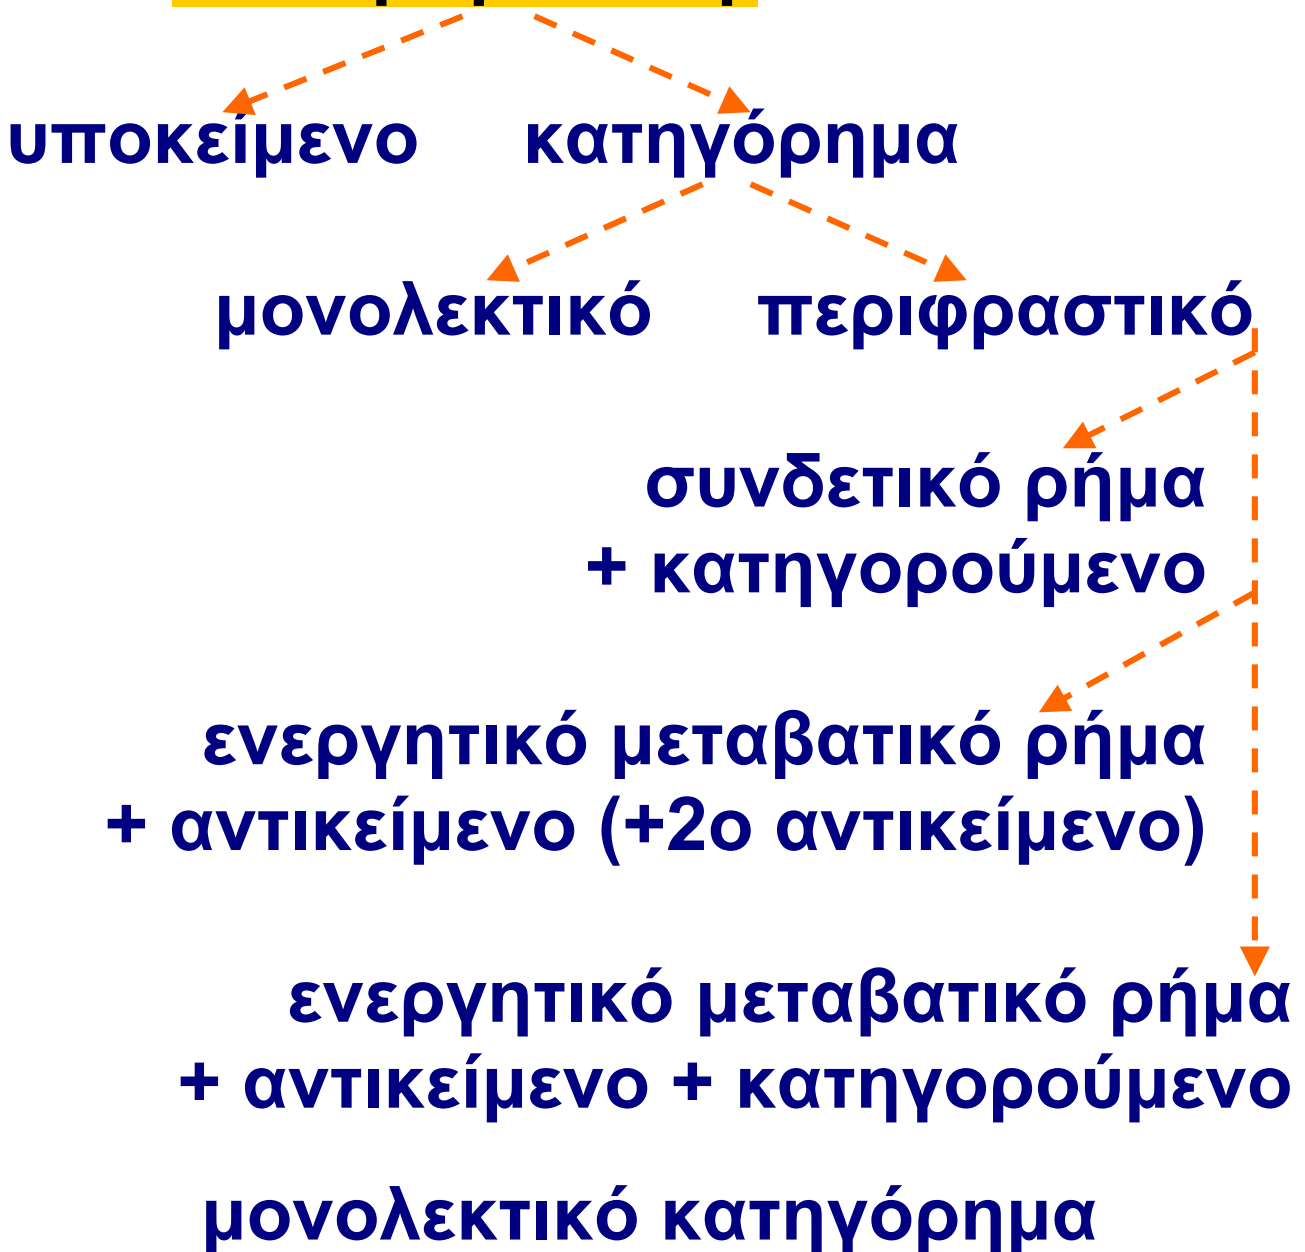 υποκείμενο κατηγόρημα
μονολεκτικό περιφραστικό
συνδετικό ρήμα
+ κατηγορούμενο
ενεργητικό μεταβατικό ρήμα
+ αντικείμενο (+2ο αντικείμενο)
ενεργητικό μεταβατικό ρήμα
+ αντικείμενο + κατηγορούμενο
μονολεκτικό κατηγόρημα